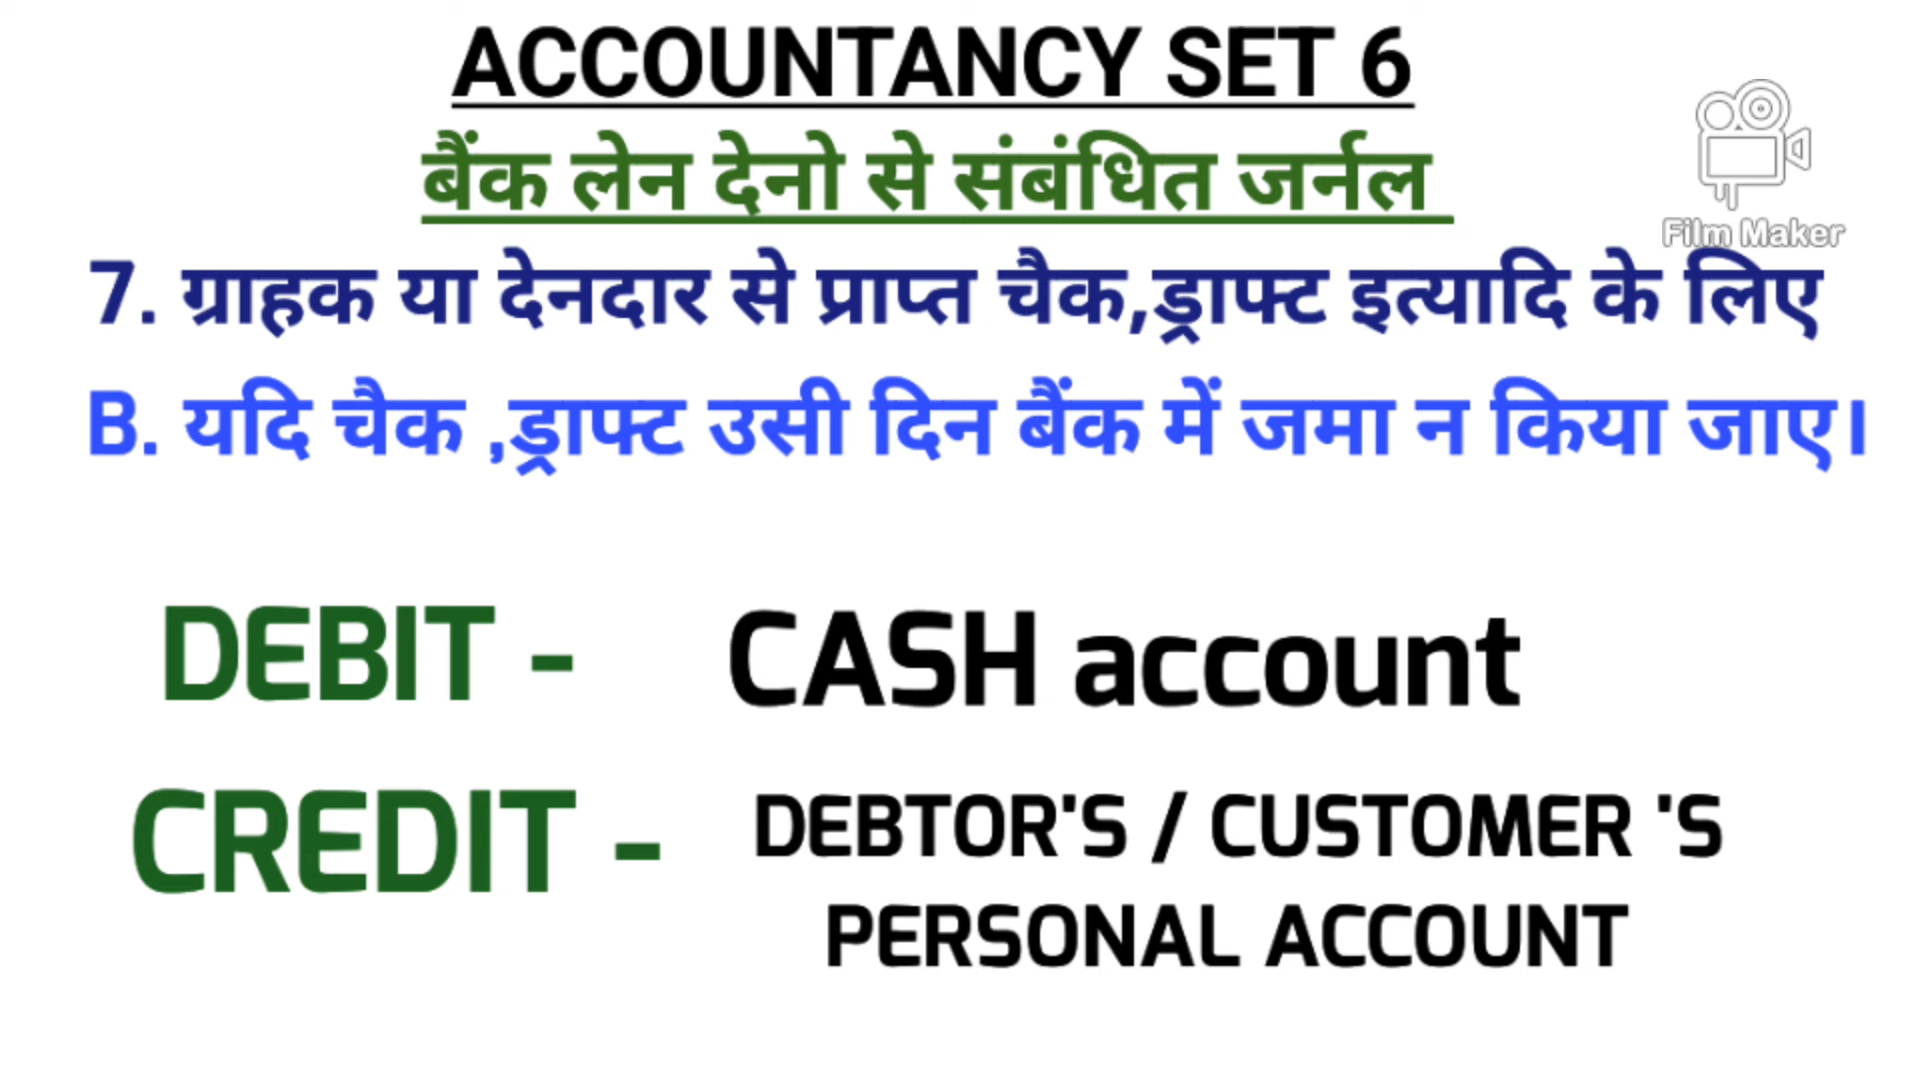 ACCOUNTANCY SET 6
बैंक लेन देनो से संबंधित जर्नल
Film Maker
7. ग्राहक या देनदार से प्राप्त चैक,ड्राफ्ट इत्यादि के लिए
B. यदि चैक ,ड्राफ्ट उसी दिन बैंक में जमा न किया जाए।
DEBIT - CASH account
CREDIT - DEBTOR'S / CUSTOMER 'S
PERSONAL ACCOUNT